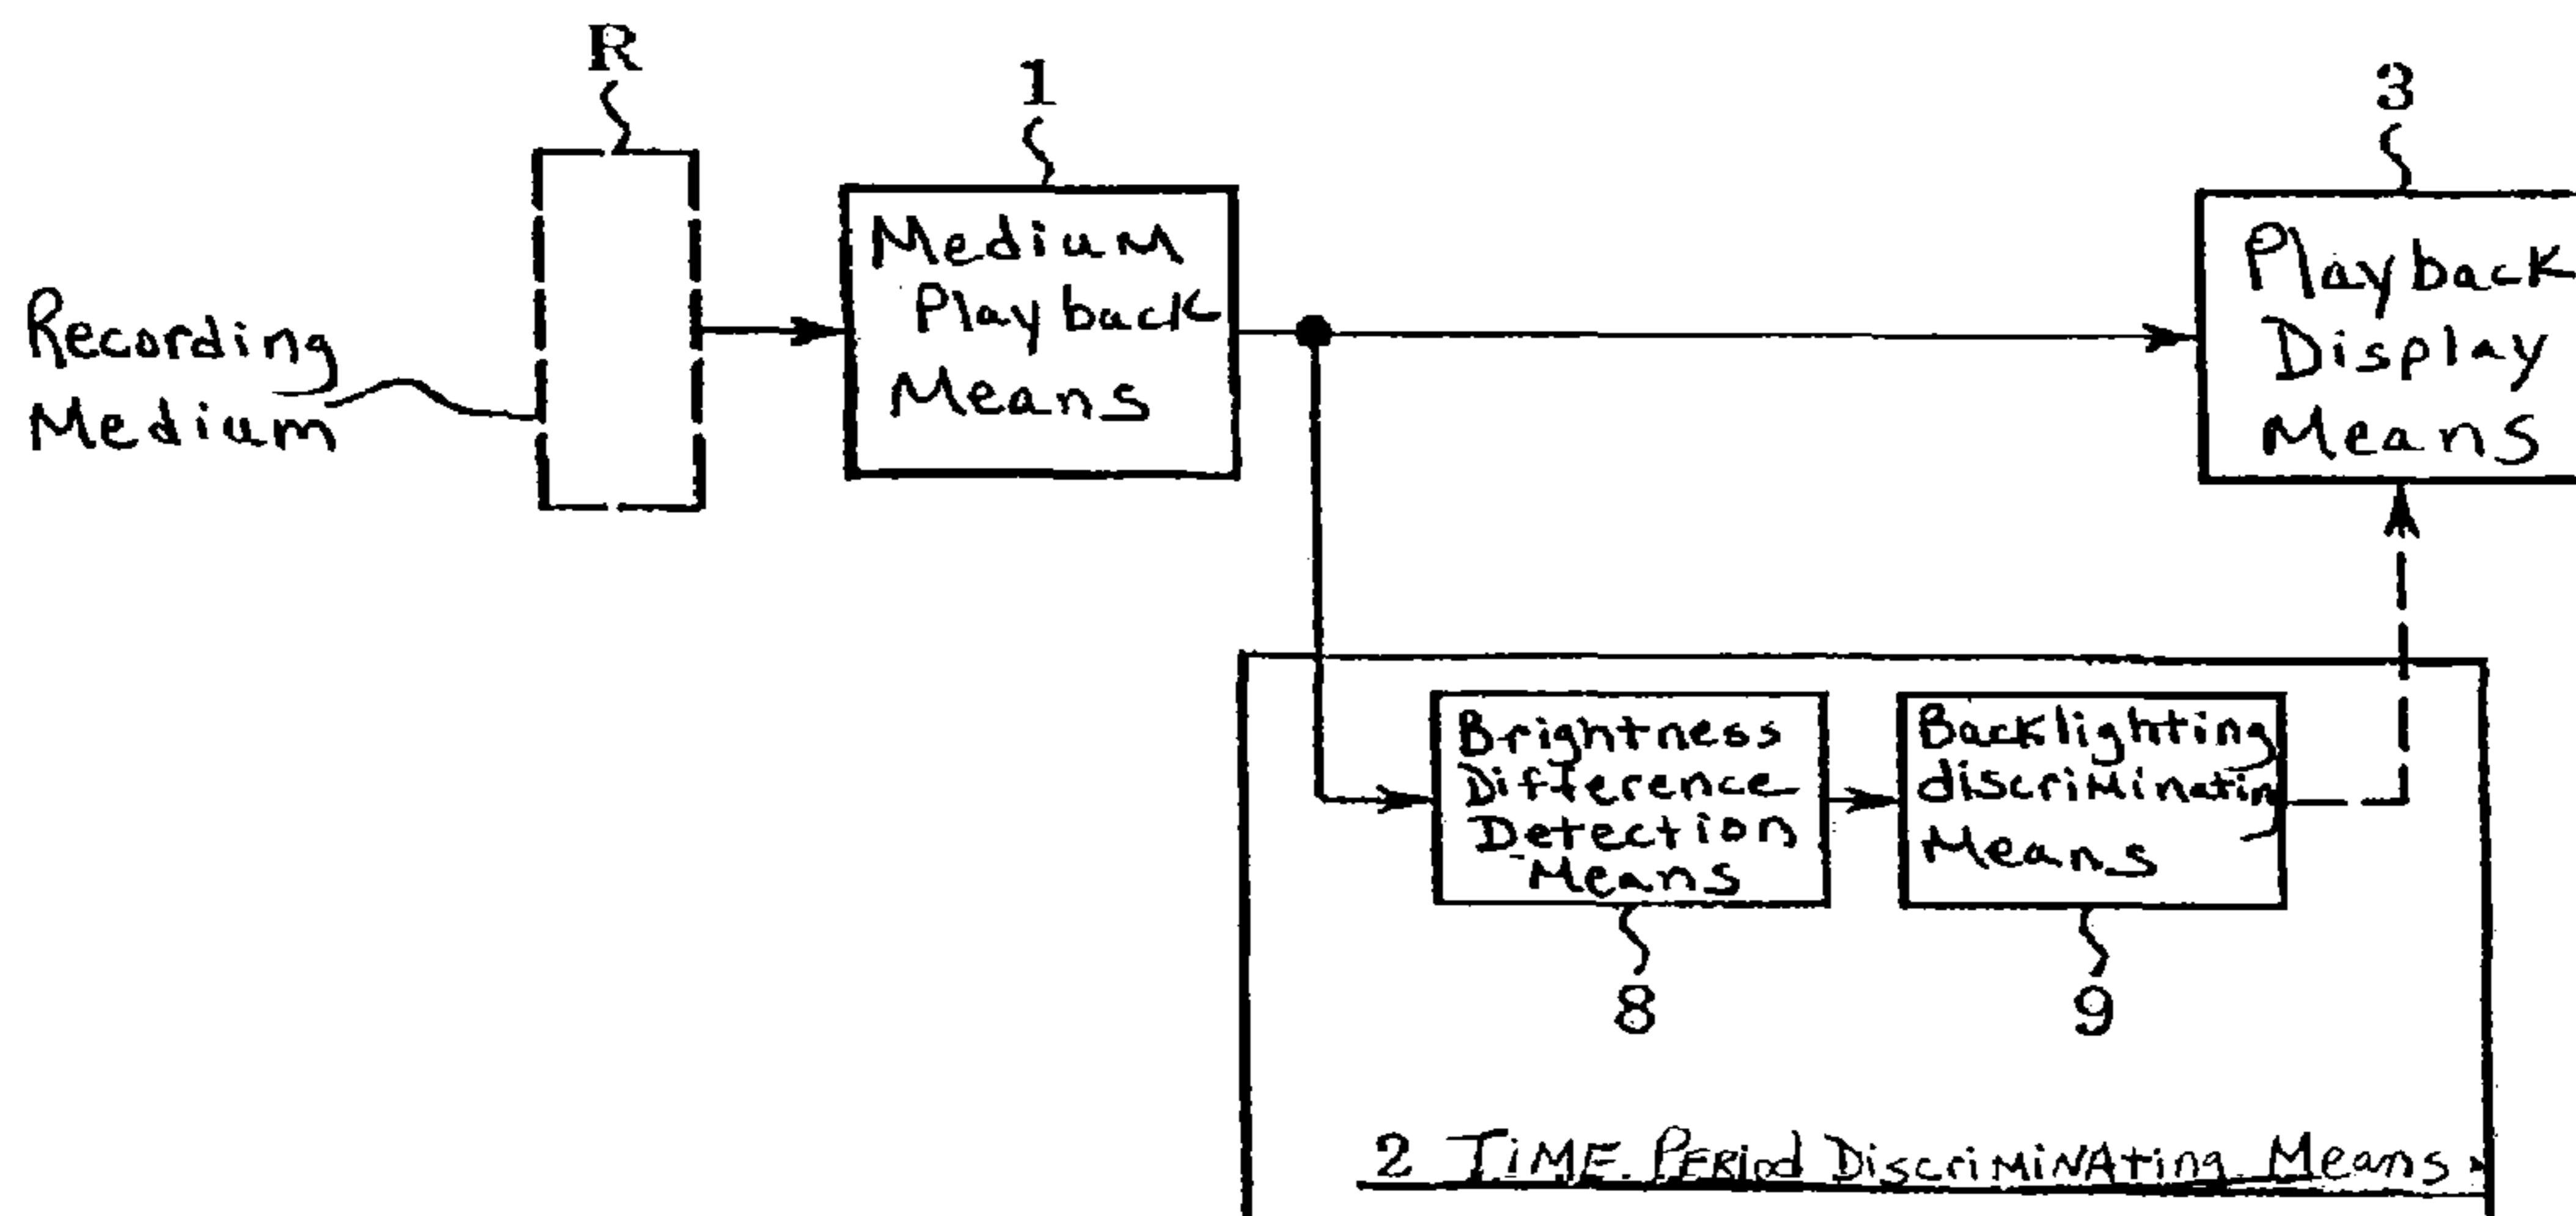 R
1
3
Recording
Medium
Medium
Playback
Means
Playback
Display
Means
Brightness
Difference
Detection
Means
Backlighting
discriminating
Means
8
9
2 TIME PERiod DiscriMiNAting Means